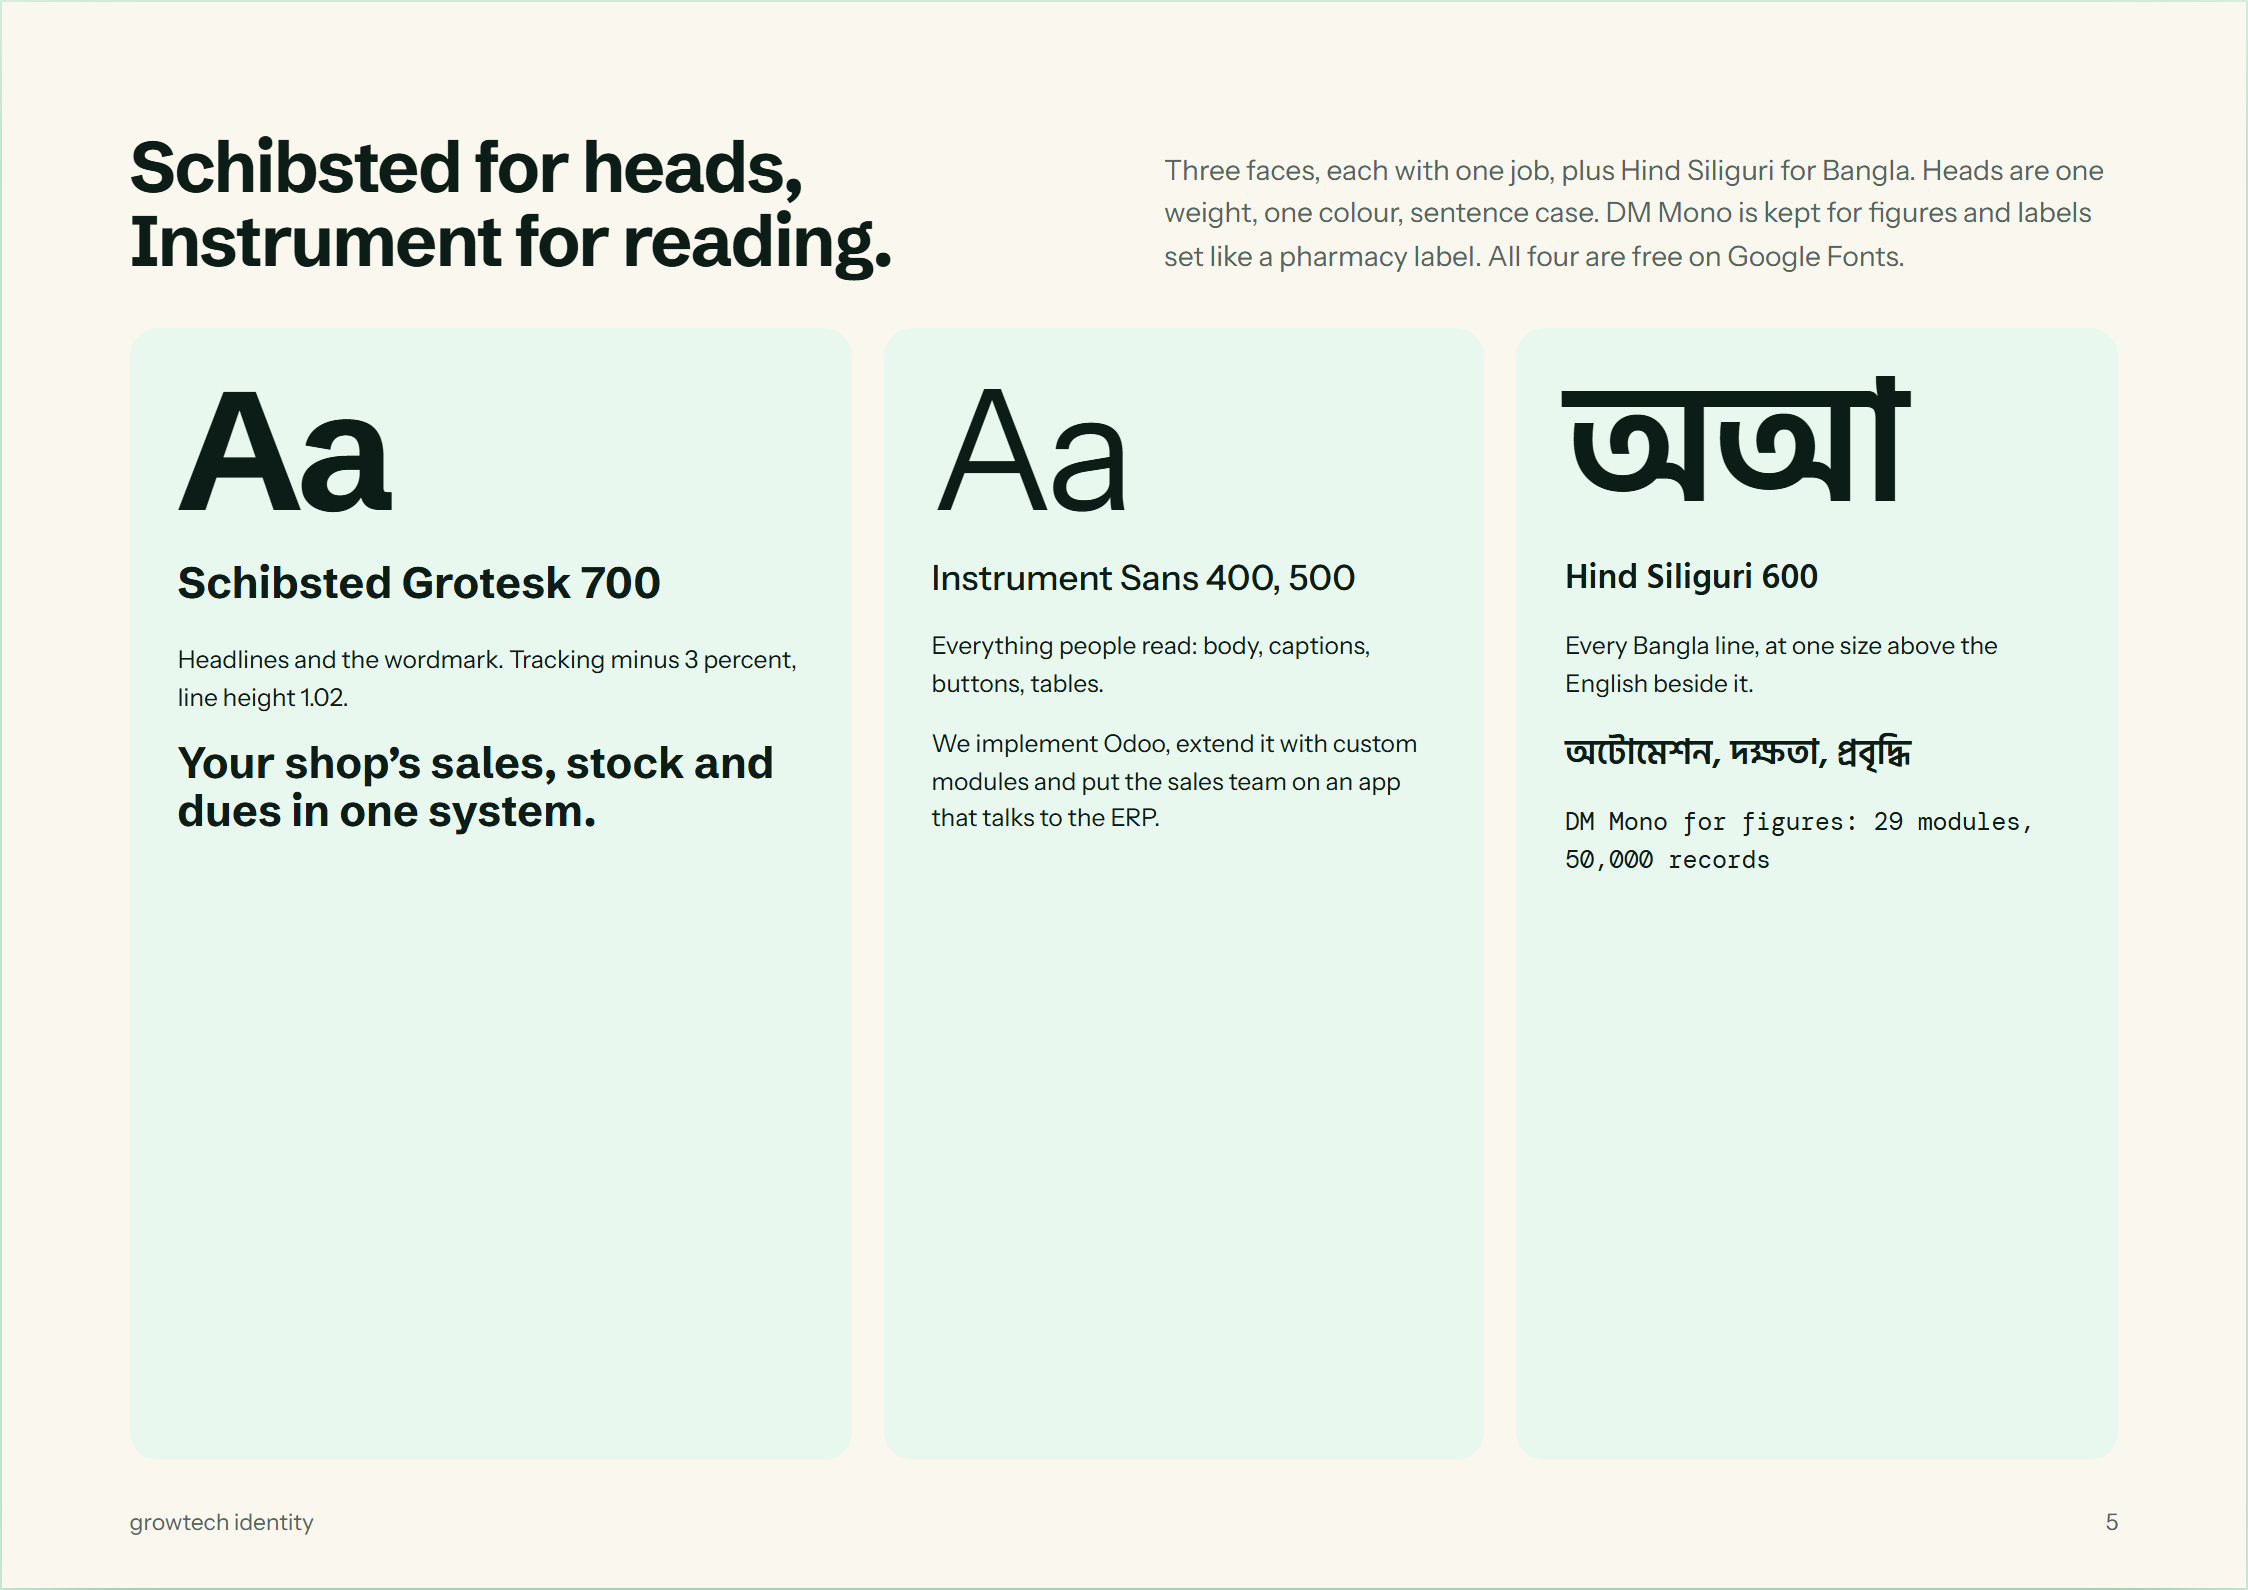 Schibsted for heads,
Instrument for reading.
Three faces, each with one job, plus Hind Siliguri for Bangla. Heads are one
weight, one colour, sentence case. DM Mono is kept for figures and labels
set like a pharmacy label. All four are free on Google Fonts.
Aa
Schibsted Grotesk 700
Headlines and the wordmark. Tracking minus 3 percent,
line height 1.02.
Your shop’s sales, stock and
dues in one system.
Aa
Instrument Sans 400, 500
Everything people read: body, captions,
buttons, tables.
We implement Odoo, extend it with custom
modules and put the sales team on an app
that talks to the ERP.
অআ
Hind Siliguri 600
Every Bangla line, at one size above the
English beside it.
অটোমেশন, দক্ষতা, প্রবৃদ্ধি
DM Mono for figures: 29 modules,
50,000 records
growtech identity
5